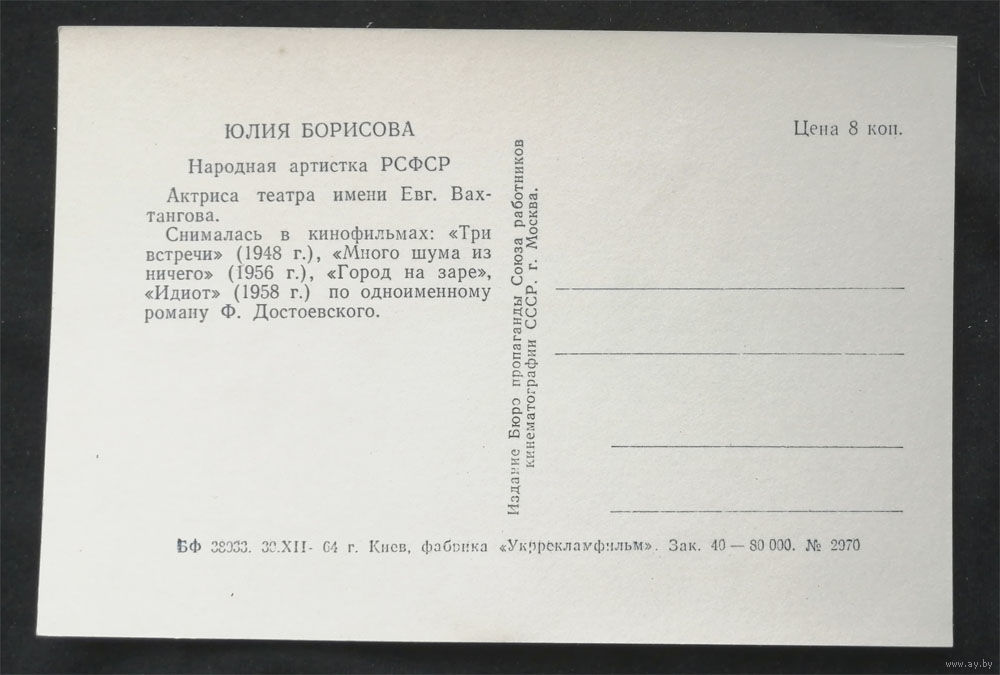 ЮЛИЯ БОРИСОВА
Народная артистка РСФСР
Актриса театра имени Евг. Вах-
тангова.
Снималась в кинофильмах: «Три
встречи» (1948 г.), «Много шума из
ничего» (1956 г.), «Город на заре»,
«Идиот» (1958 г.) по одноименному
роману Ф. Достоевского.
Издание Бюро пропаганды Союза работников
кинематографии СССР. г. Москва.
Цена 8 коп.
БФ XII- 64 г. Киев, фабрика «Укррекламфильм». Зак. 40 — 80 000. № 2970
www.ay.by